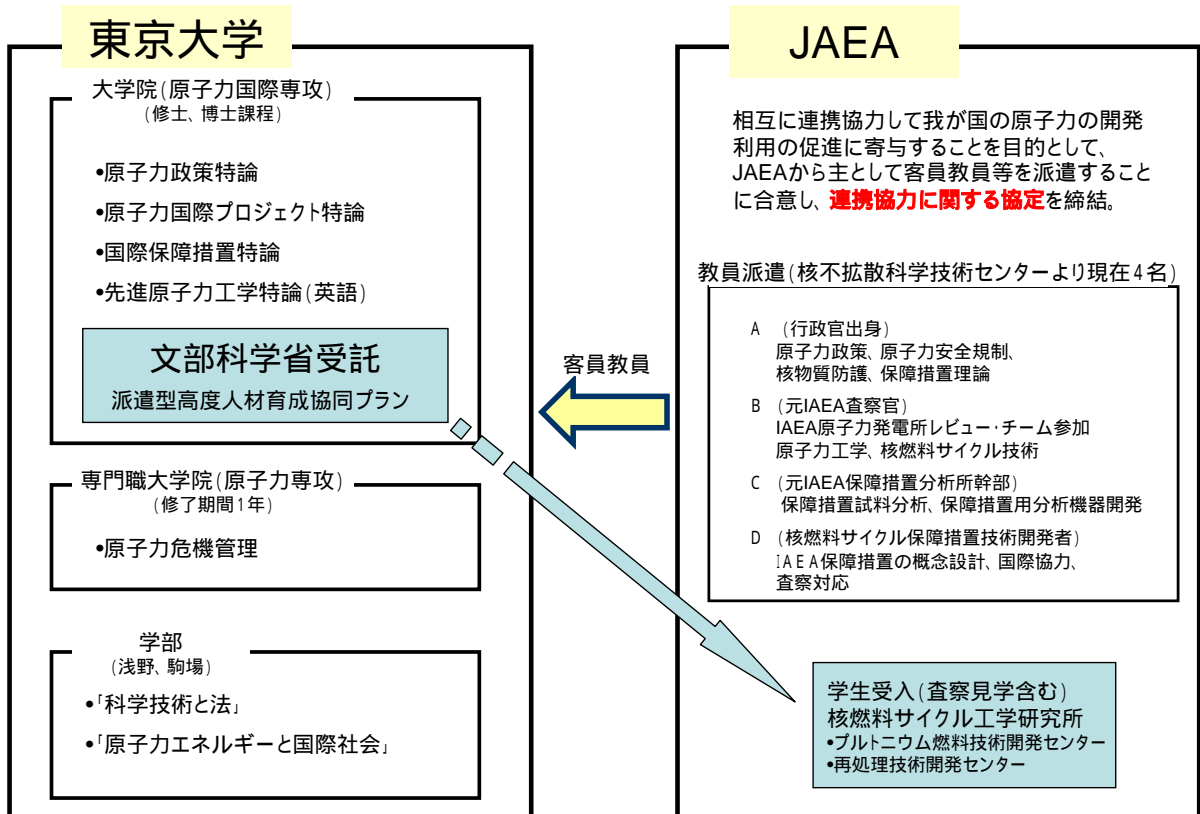 東京大学
大学院(原子力国際専攻)
(修士、博士課程)
•原子力政策特論
•原子力国際プロジェクト特論
•国際保障措置特論
•先進原子力工学特論(英語)
文部科学省受託
派遣型高度人材育成協同プラン
専門職大学院(原子力専攻)
(修了期間1年)
•原子力危機管理
学部
(浅野、駒場)
•「科学技術と法」
•「原子力エネルギーと国際社会」
客員教員
JAEA
相互に連携協力して我が国の原子力の開発
利用の促進に寄与することを目的として、
JAEAから主として客員教員等を派遣すること
に合意し、連携協力に関する協定を締結。
教員派遣(核不拡散科学技術センターより現在4名)
A (行政官出身)
原子力政策、原子力安全規制、
核物質防護、保障措置理論
B (元IAEA査察官)
IAEA原子力発電所レビュー・チーム参加
原子力工学、核燃料サイクル技術
C (元IAEA保障措置分析所幹部)
保障措置試料分析、保障措置用分析機器開発
D (核燃料サイクル保障措置技術開発者)
IAEA保障措置の概念設計、国際協力、
査察対応
学生受入(査察見学含む)
核燃料サイクル工学研究所
•プルトニウム燃料技術開発センター
•再処理技術開発センター